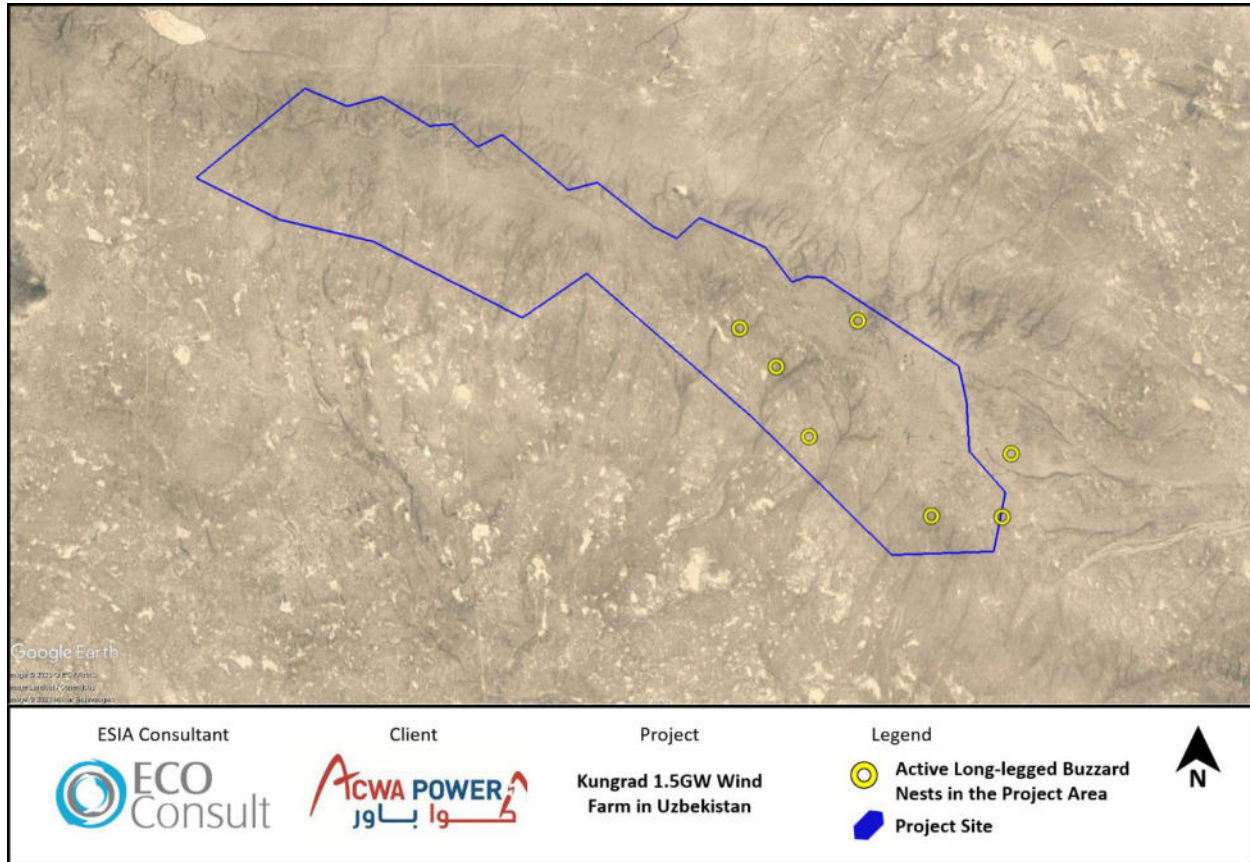 Google Earth
ESIA Consultant
ECO
Consult
Client
ACWA POWER
أكوا باور
Project
Kungrad 1.5GW Wind
Farm in Uzbekistan
Legend
Active Long-legged Buzzard
Nests in the Project Area
Project Site
N